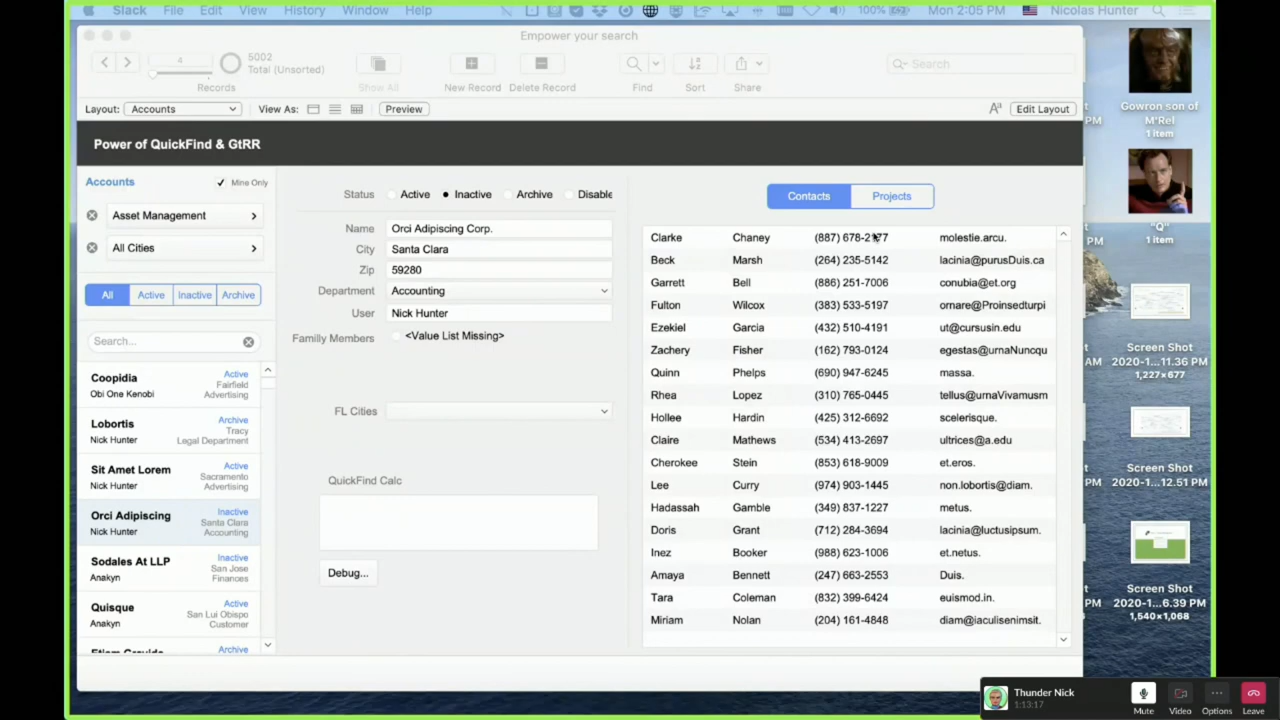 Slack File Edit View History Window Help 100% Mon 2:05 PM Nicolas Hunter
Empower your search
4
5002
Total (Unsorted)
Records
Show All
New Record
Delete Record
Find
Sort
Share
Search
Layout: Accounts
View As:
Preview
Edit Layout
Power of QuickFind & GtRR
Accounts
Mine Only
Asset Management
All Cities
All Active Inactive Archive
Search...
Coopidia
Obi One Kenobi
Active
Fairfield
Advertising
Lobortis
Nick Hunter
Archive
Tracy
Legal Department
Sit Amet Lorem
Nick Hunter
Active
Sacramento
Advertising
Orci Adipiscing
Nick Hunter
Inactive
Santa Clara
Accounting
Sodales At LLP
Anakyn
Inactive
San Jose
Finances
Quisque
Anakyn
Active
San Lui Obispo
Customer
Archive
Status Active Inactive Archive Disable
Name Orci Adipiscing Corp.
City Santa Clara
Zip 59280
Department Accounting
User Nick Hunter
Familly Members <Value List Missing>
FL Cities
QuickFind Calc
Debug...
Contacts Projects
Clarke Chaney (887) 678-2177 molestie.arcu.
Beck Marsh (264) 235-5142 lacinia@purusDuis.ca
Garrett Bell (886) 251-7006 conubia@et.org
Fulton Wilcox (383) 533-5197 ornare@Proinsedturpi
Ezekiel Garcia (432) 510-4191 ut@cursusin.edu
Zachery Fisher (162) 793-0124 egestas@urnaNuncqu
Quinn Phelps (690) 947-6245 massa.
Rhea Lopez (310) 765-0445 tellus@urnaVivamusm
Hollee Hardin (425) 312-6692 scelerisque.
Claire Mathews (534) 413-2697 ultrices@a.edu
Cherokee Stein (853) 618-9009 et.eros.
Lee Curry (974) 903-1445 non.lobortis@diam.
Hadassah Gamble (349) 837-1227 metus.
Doris Grant (712) 284-3694 lacinia@luctusipsum.
Inez Booker (988) 623-1006 et.netus.
Amaya Bennett (247) 663-2553 Duis.
Tara Coleman (832) 399-6424 euismod.in.
Miriam Nolan (204) 161-4848 diam@iaculisenimsit.
Gowron son of
M'Rel
1 item
"Q"
1 item
Screen Shot
2020-1...11.36 PM
1,227×677
Screen Shot
2020-1...12.51 PM
Screen Shot
2020-1...6.39 PM
1,540×1,068
Thunder Nick
1:13:17
Mute Video Options Leave